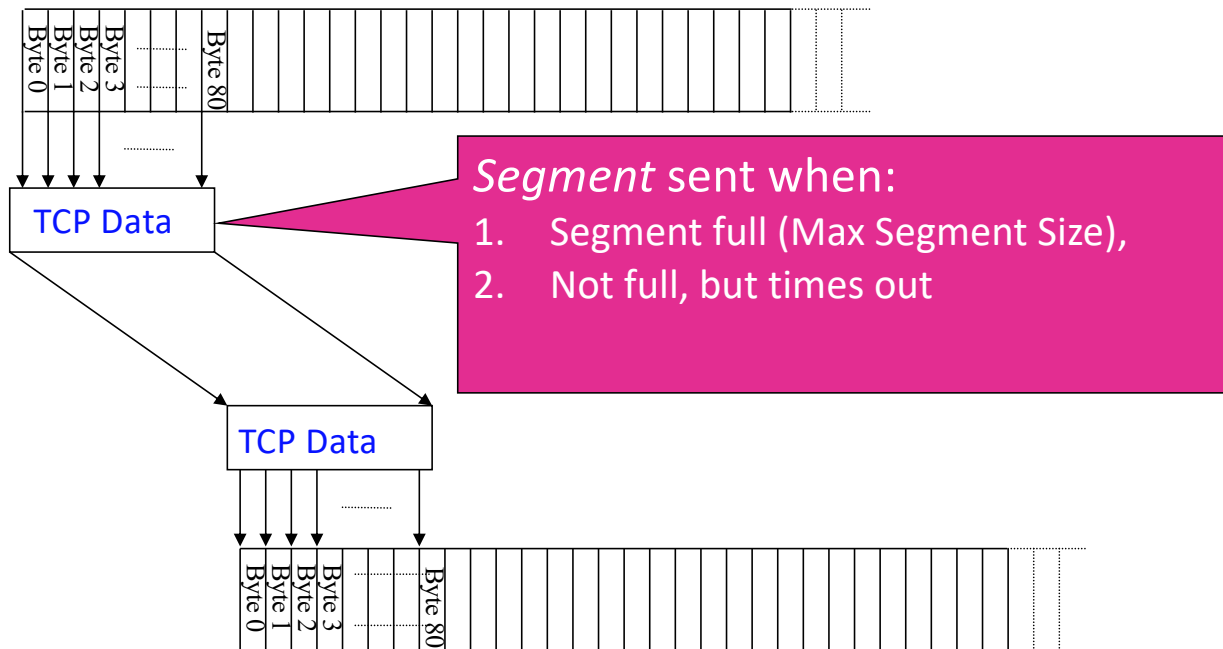 Byte 0
Byte 1
Byte 2
Byte 3
Byte 80
TCP Data
Segment sent when:
1. Segment full (Max Segment Size),
2. Not full, but times out
TCP Data
Byte 0
Byte 1
Byte 2
Byte 3
Byte 80